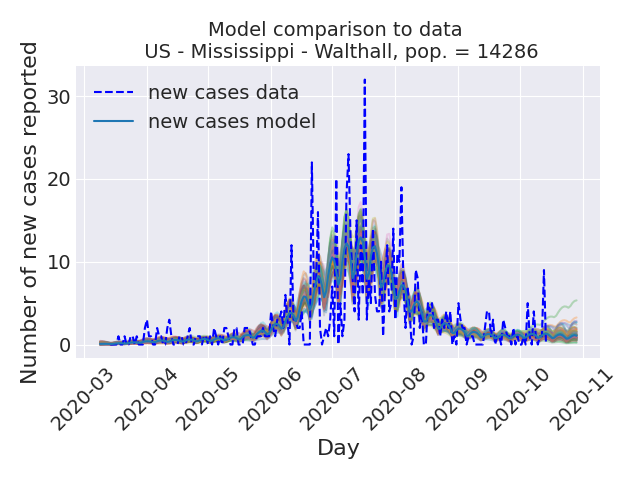 Model comparison to data
US - Mississippi - Walthall, pop. = 14286
Number of new cases reported
30
20
10
0
new cases data
new cases model
2020-03
2020-04
2020-05
2020-06
2020-07
2020-08
2020-09
2020-10
2020-11
Day